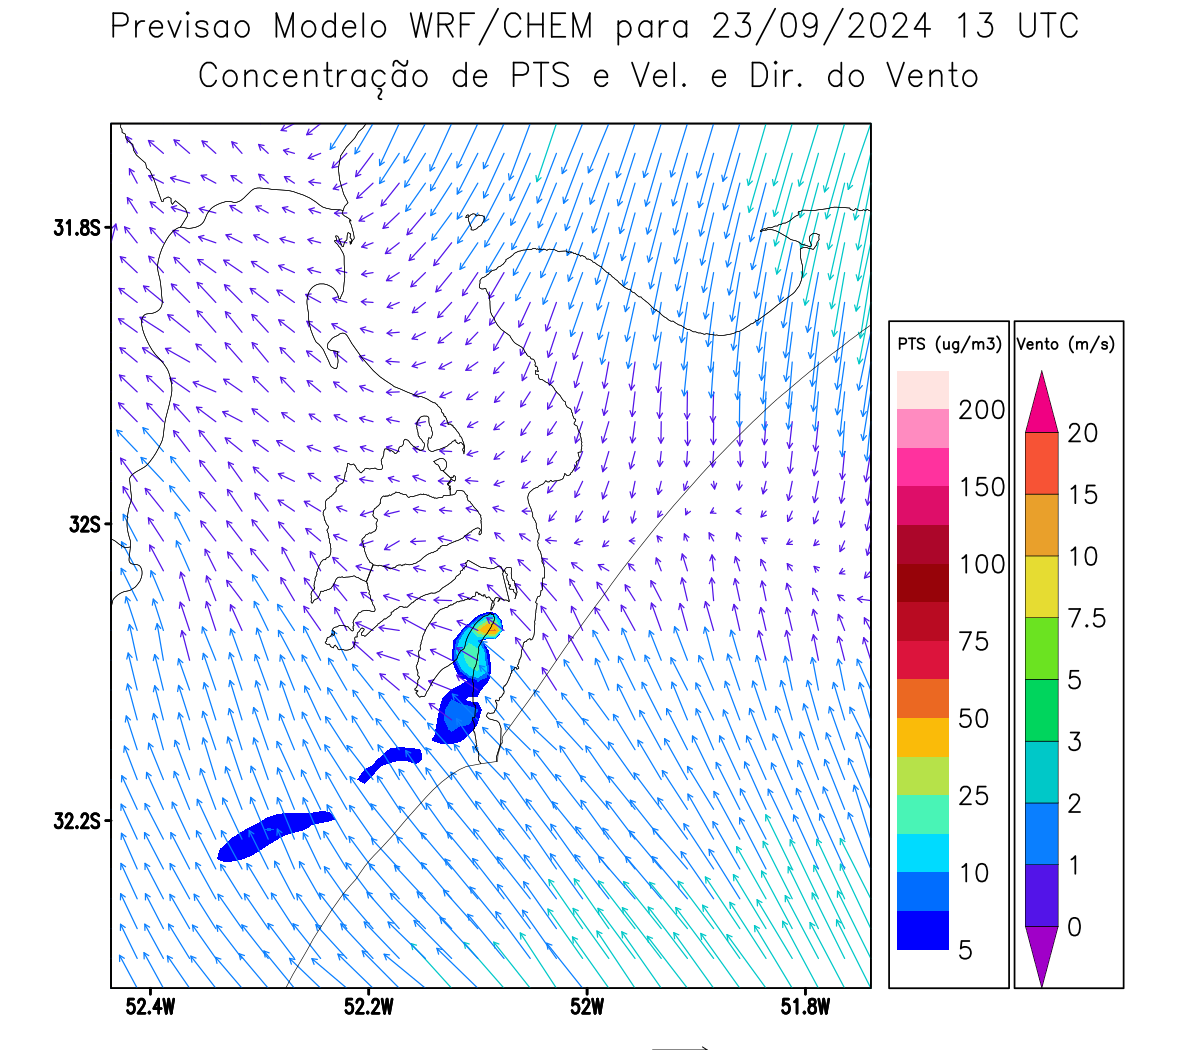 Previsao Modelo WRF/CHEM para 23/09/2024 13 UTC
Concentração de PTS e Vel. e Dir. do Vento
31.8S
32S
32.2S
52.4W 52.2W 52W 51.8W
PTS (ug/m3)
200
150
100
75
50
25
10
5
Vento (m/s)
20
15
10
7.5
5
3
2
1
0